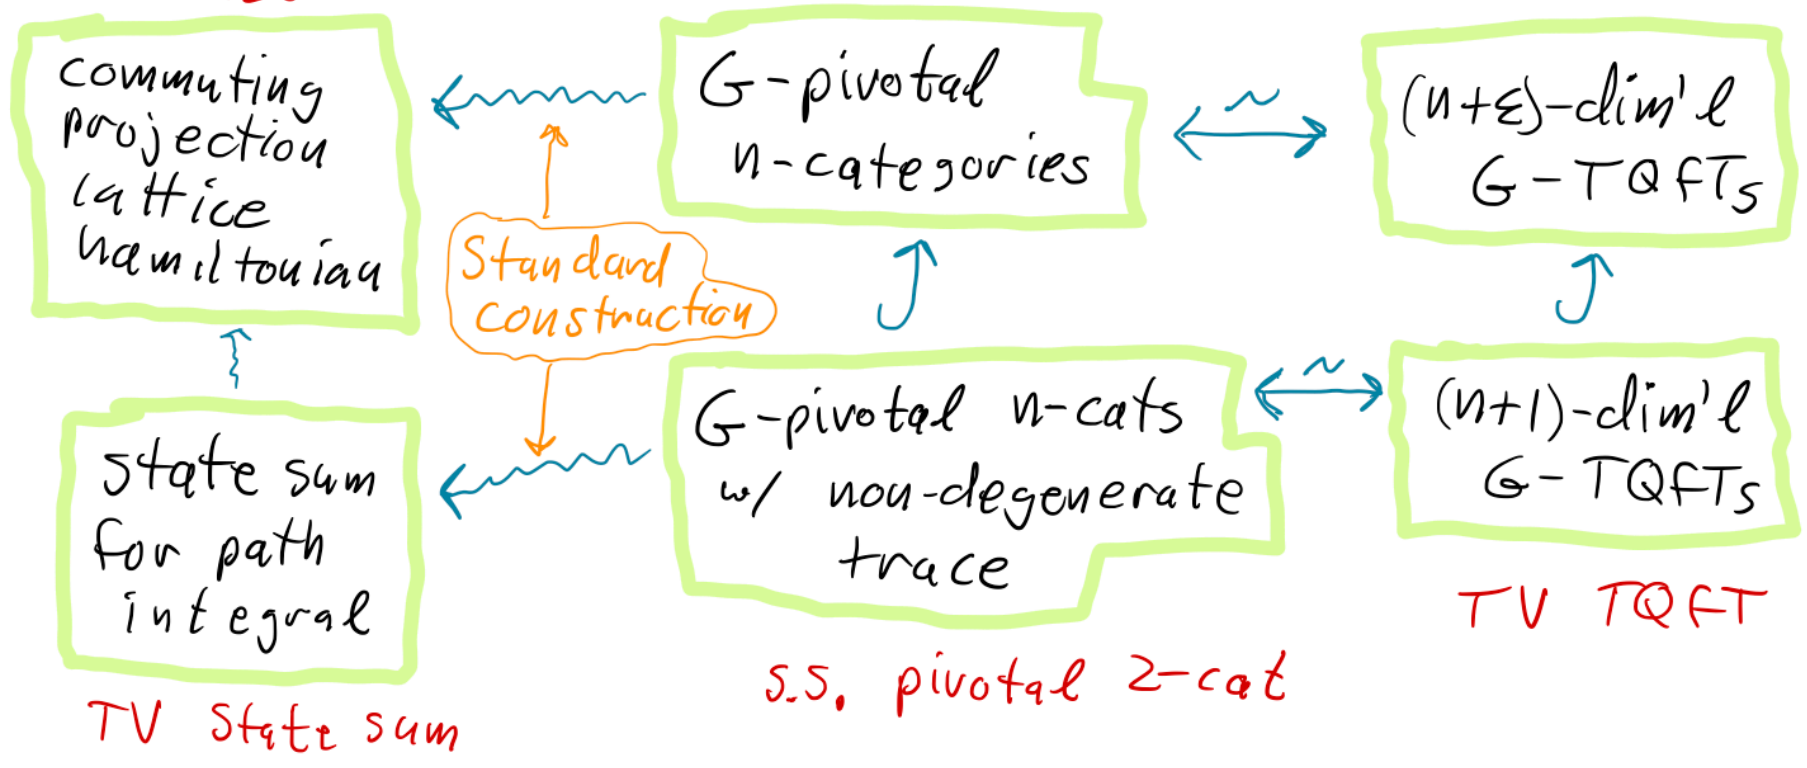 commuting
projection
lattice
hamiltonian
G-pivotal
n-categories
(n+ε)-dim'l
G-TQFTs
Standard
construction
~
state sum
for path
integral
G-pivotal n-cats
w/ non-degenerate
trace
~
(n+1)-dim'l
G-TQFTs
TV State sum
s.s. pivotal 2-cat
TV TQFT